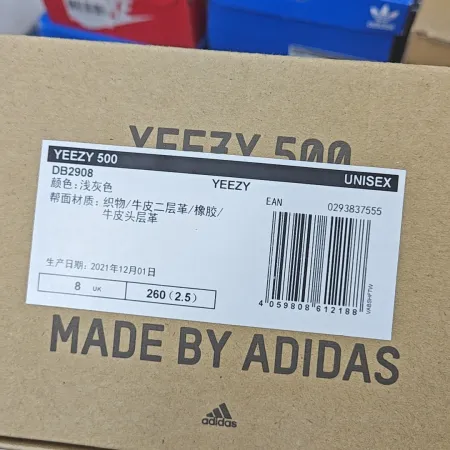 YEEZY 500
YEEZY 500
DB2908
YEEZY
UNISEX
颜色:浅灰色
帮面材质: 织物/牛皮二层革/橡胶/
牛皮头层革
EAN
0293837555
生产日期: 2021年12月01日
8 UK
260(2.5)
4 059808 612188
MADE BY ADIDAS
adidas
adidas